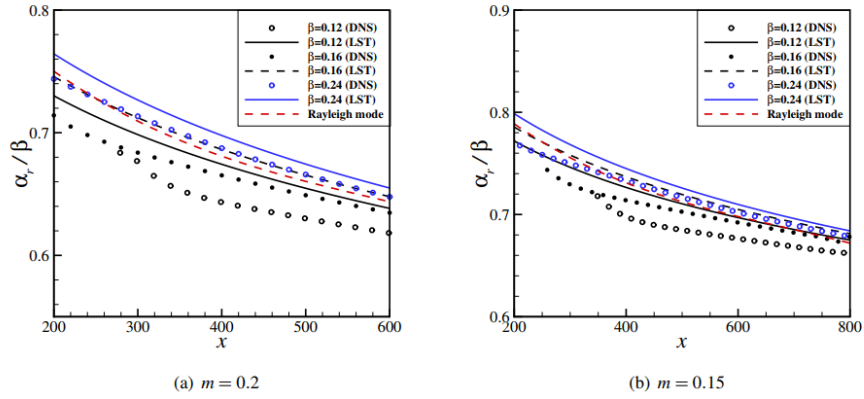 0.8
0.7
0.6
200
300
400
500
600
α_r / β
x
β=0.12 (DNS)
β=0.12 (LST)
β=0.16 (DNS)
β=0.16 (LST)
β=0.24 (DNS)
β=0.24 (LST)
Rayleigh mode
(a) m = 0.2
1
0.9
0.8
0.7
0.6
200
400
600
800
α_r / β
x
β=0.12 (DNS)
β=0.12 (LST)
β=0.16 (DNS)
β=0.16 (LST)
β=0.24 (DNS)
β=0.24 (LST)
Rayleigh mode
(b) m = 0.15